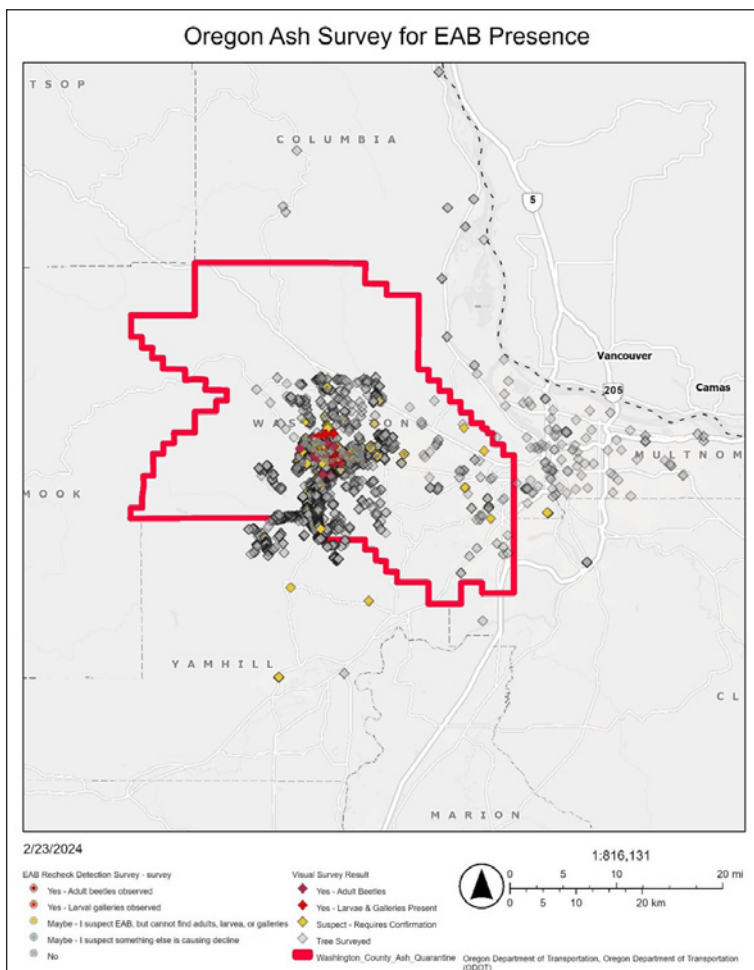 Oregon Ash Survey for EAB Presence
TSOP
COLUMBIA
5
Vancouver
Camas
205
WASHINGTON
MULTNOM
MOOK
YAMHILL
CL
MARION
2/23/2024
1:816,131
EAB Recheck Detection Survey - survey
Yes - Adult beetles observed
Yes - Larval galleries observed
Maybe - I suspect EAB, but cannot find adults, larvea, or galleries
Maybe - I suspect something else is causing decline
No
Visual Survey Result
Yes - Adult Beetles
Yes - Larvae & Galleries Present
Suspect - Requires Confirmation
Tree Surveyed
Washington_County_Ash_Quarantine
0 5 10 20 mi
0 5 10 20 km
Oregon Department of Transportation, Oregon Department of Transportation
(ODOT)